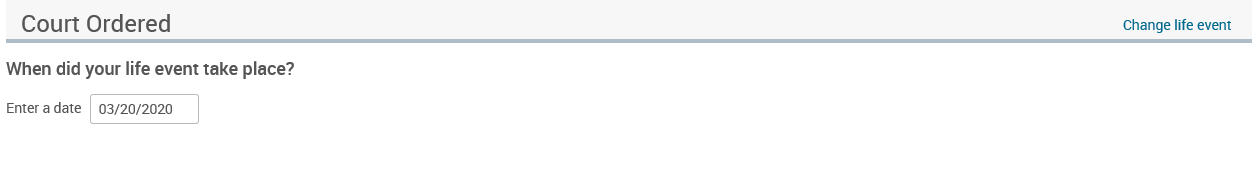 Court Ordered
Change life event
When did your life event take place?
Enter a date 03/20/2020